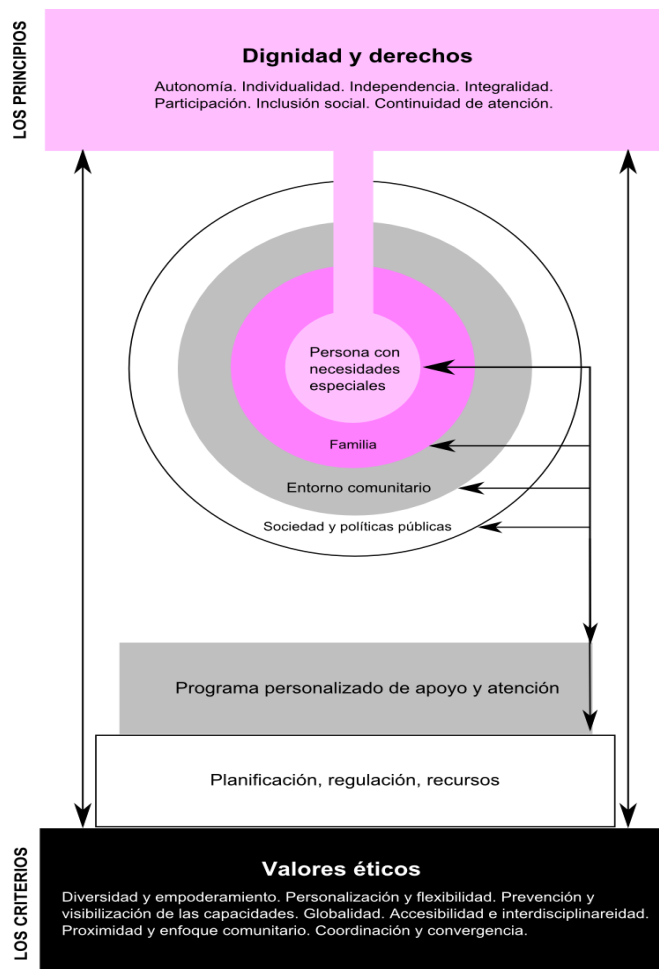 LOS PRINCIPIOS
Dignidad y derechos
Autonomía. Individualidad. Independencia. Integralidad.
Participación. Inclusión social. Continuidad de atención.
Persona con
necesidades
especiales
Familia
Entorno comunitario
Sociedad y políticas públicas
Programa personalizado de apoyo y atención
Planificación, regulación, recursos
LOS CRITERIOS
Valores éticos
Diversidad y empoderamiento. Personalización y flexibilidad. Prevención y
visibilización de las capacidades. Globalidad. Accesibilidad e interdisciplinareidad.
Proximidad y enfoque comunitario. Coordinación y convergencia.